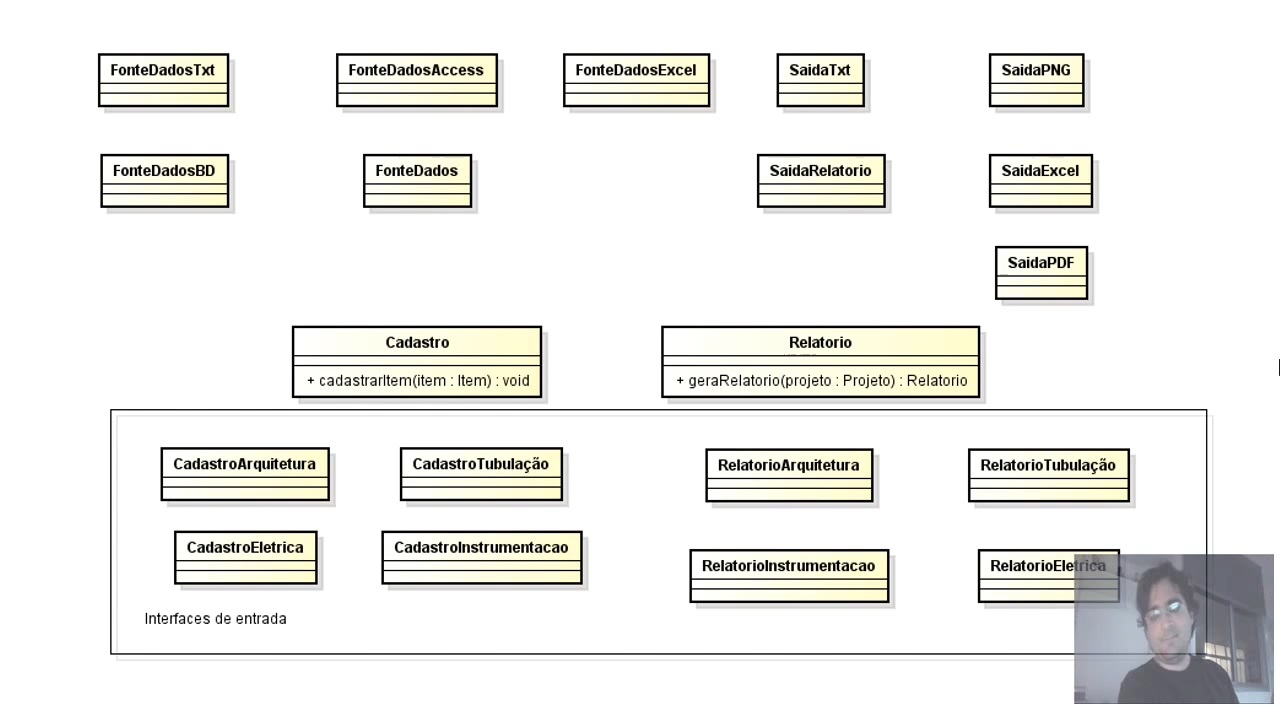 FonteDadosTxt
FonteDadosAccess
FonteDadosExcel
SaidaTxt
SaidaPNG
FonteDadosBD
FonteDados
SaidaRelatorio
SaidaExcel
SaidaPDF
Cadastro
+ cadastrarItem(item : Item) : void
Relatorio
+ geraRelatorio(projeto : Projeto) : Relatorio
CadastroArquitetura
CadastroTubulação
RelatorioArquitetura
RelatorioTubulação
CadastroEletrica
CadastroInstrumentacao
RelatorioInstrumentacao
RelatorioEletrica
Interfaces de entrada